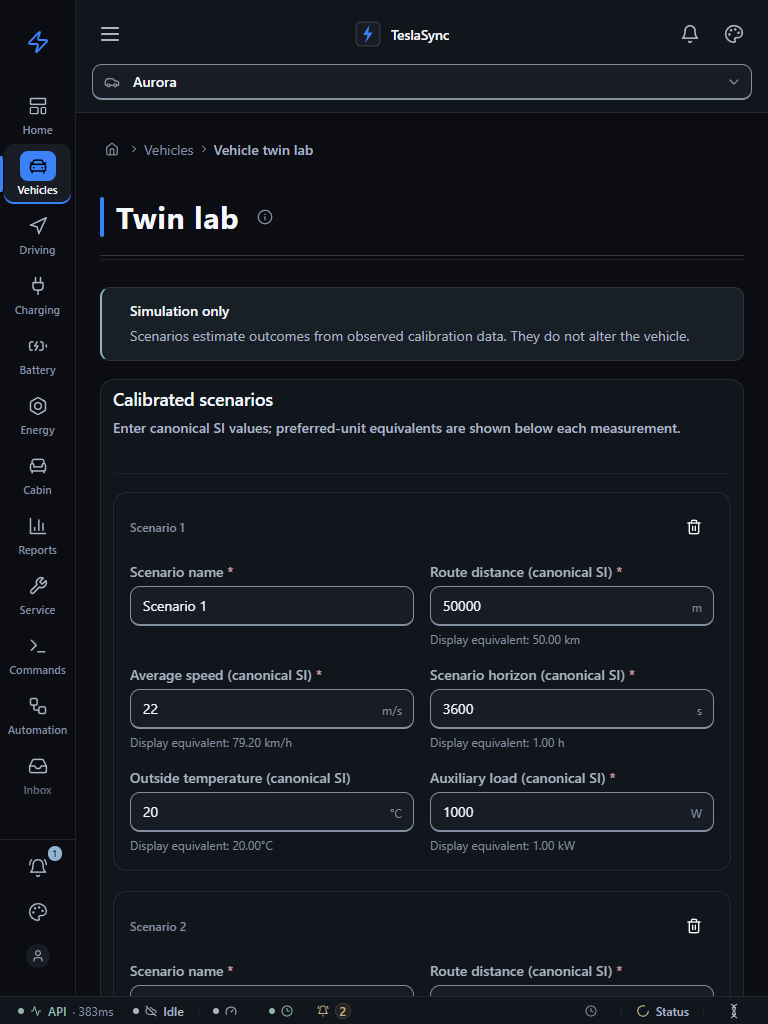 TeslaSync
Aurora
Home
Vehicles
Driving
Charging
Battery
Energy
Cabin
Reports
Service
Commands
Automation
Inbox
1
Vehicles
Vehicle twin lab
Twin lab
Simulation only
Scenarios estimate outcomes from observed calibration data. They do not alter the vehicle.
Calibrated scenarios
Enter canonical SI values; preferred-unit equivalents are shown below each measurement.
Scenario 1
Scenario name *
Scenario 1
Route distance (canonical SI) *
50000 m
Display equivalent: 50.00 km
Average speed (canonical SI) *
22 m/s
Display equivalent: 79.20 km/h
Scenario horizon (canonical SI) *
3600 s
Display equivalent: 1.00 h
Outside temperature (canonical SI)
20 °C
Display equivalent: 20.00°C
Auxiliary load (canonical SI) *
1000 W
Display equivalent: 1.00 kW
Scenario 2
Scenario name *
Route distance (canonical SI) *
API · 383ms
Idle
2
Status